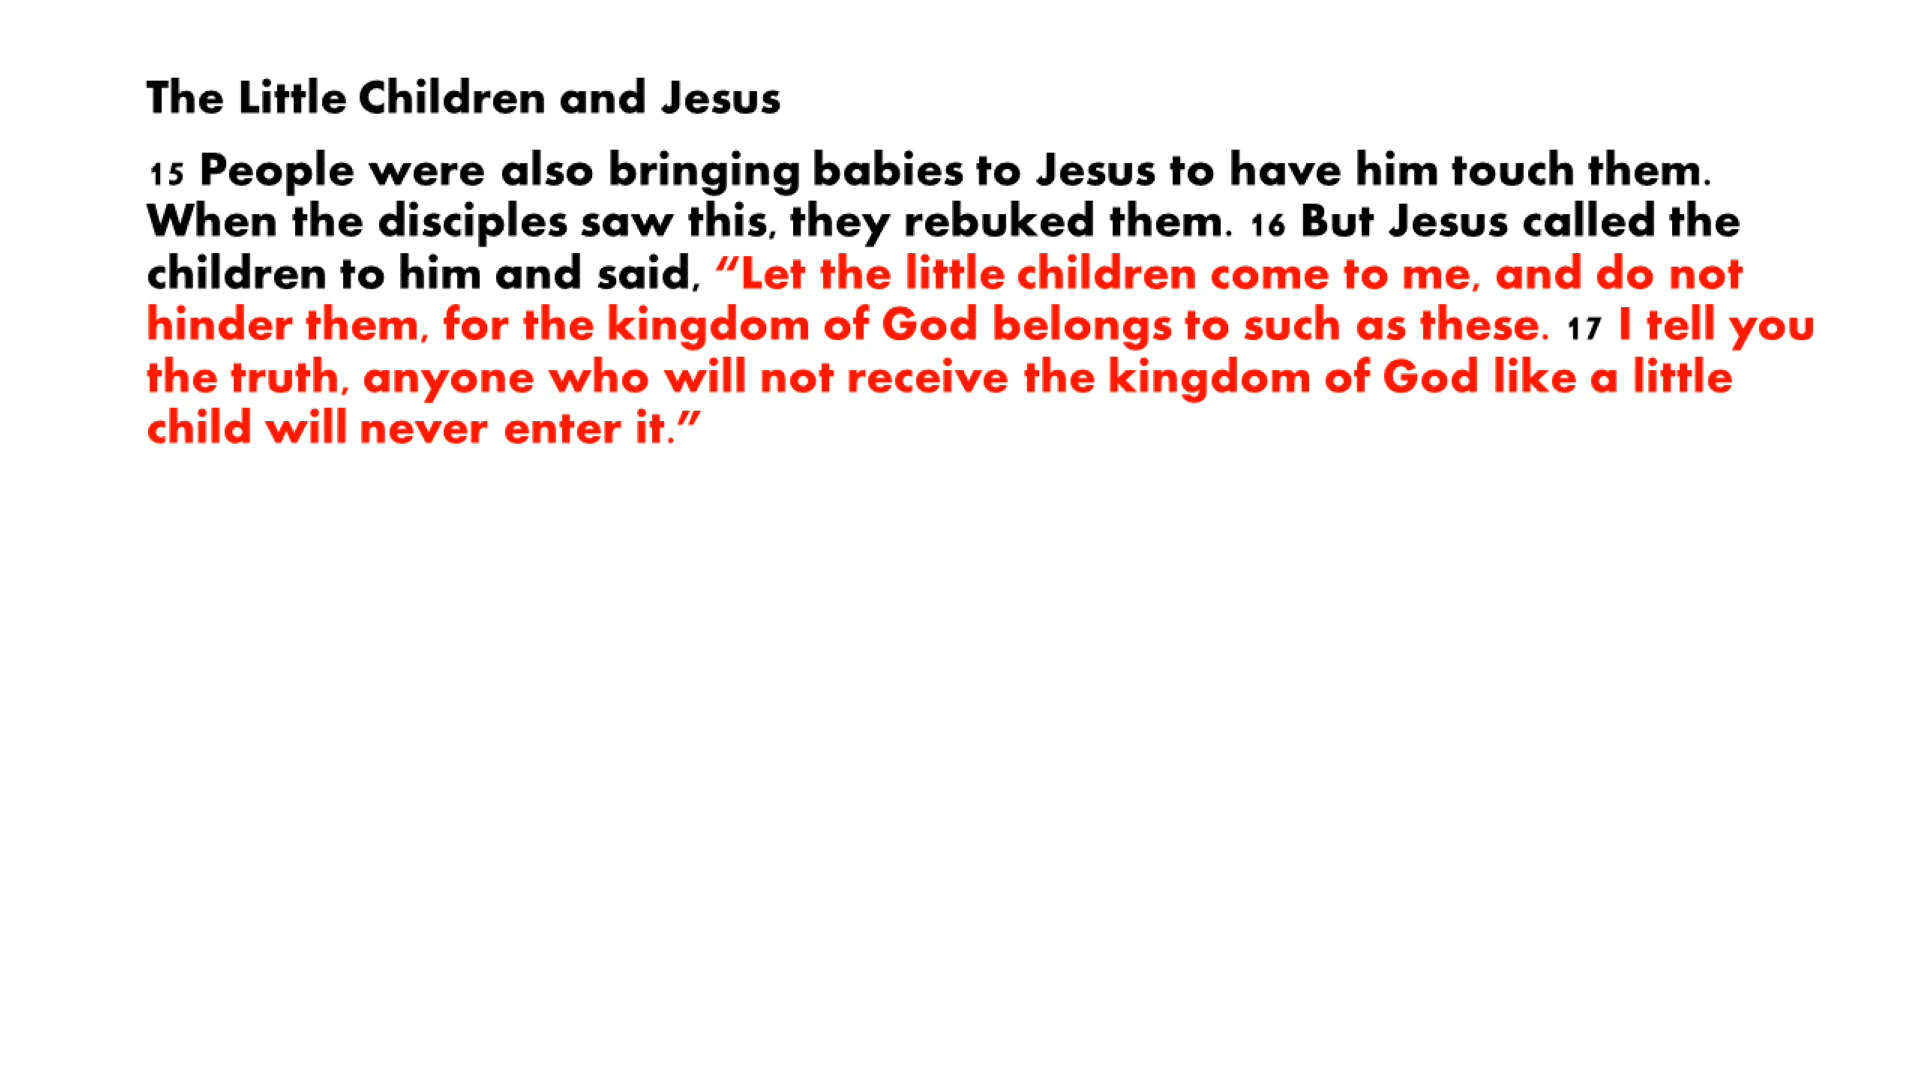 The Little Children and Jesus
15 People were also bringing babies to Jesus to have him touch them.
When the disciples saw this, they rebuked them. 16 But Jesus called the
children to him and said, “Let the little children come to me, and do not
hinder them, for the kingdom of God belongs to such as these. 17 I tell you
the truth, anyone who will not receive the kingdom of God like a little
child will never enter it.”